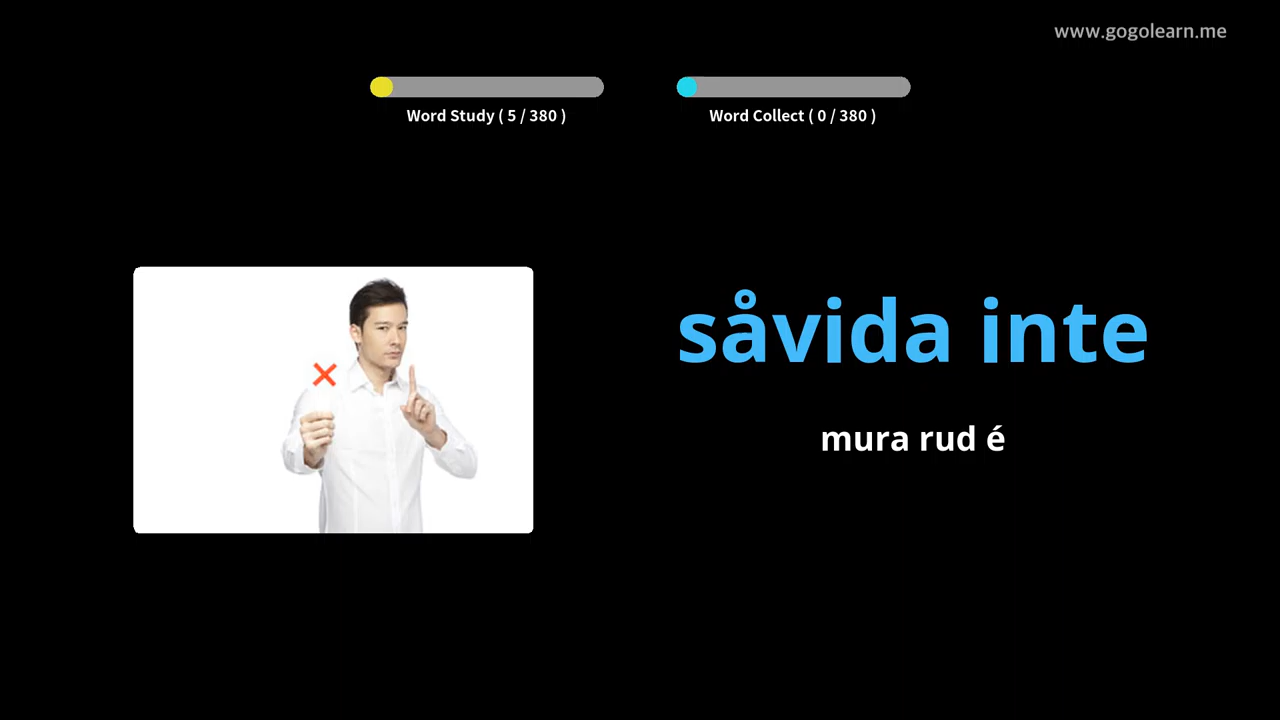 www.gogolearn.me
Word Study ( 5 / 380 )
Word Collect ( 0 / 380 )
såvida inte
mura rud é